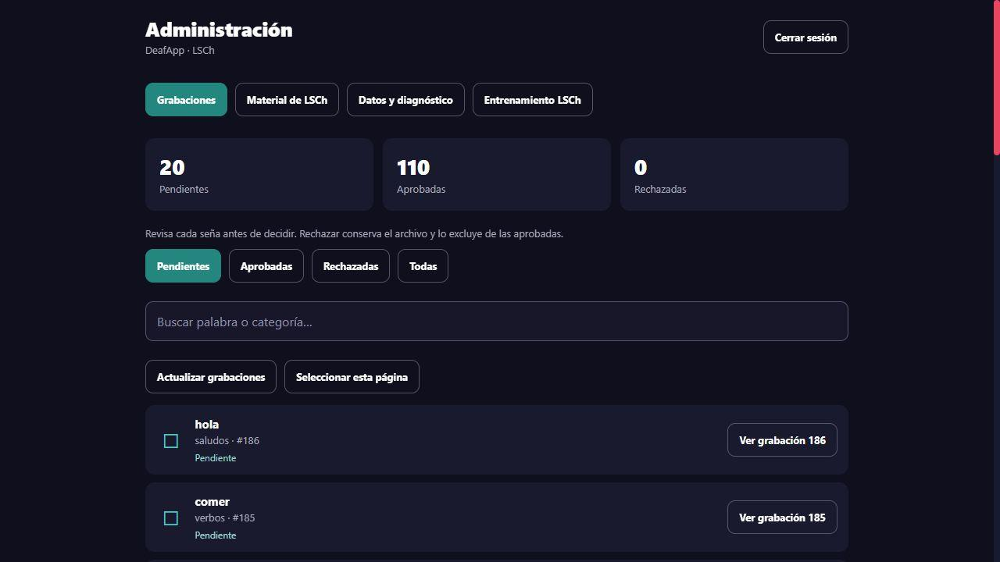 Administración
DeafApp · LSCh
Cerrar sesión
Grabaciones
Material de LSCh
Datos y diagnóstico
Entrenamiento LSCh
20
Pendientes
110
Aprobadas
0
Rechazadas
Revisa cada seña antes de decidir. Rechazar conserva el archivo y lo excluye de las aprobadas.
Pendientes
Aprobadas
Rechazadas
Todas
Buscar palabra o categoría...
Actualizar grabaciones
Seleccionar esta página
hola
saludos · #186
Pendiente
Ver grabación 186
comer
verbos · #185
Pendiente
Ver grabación 185